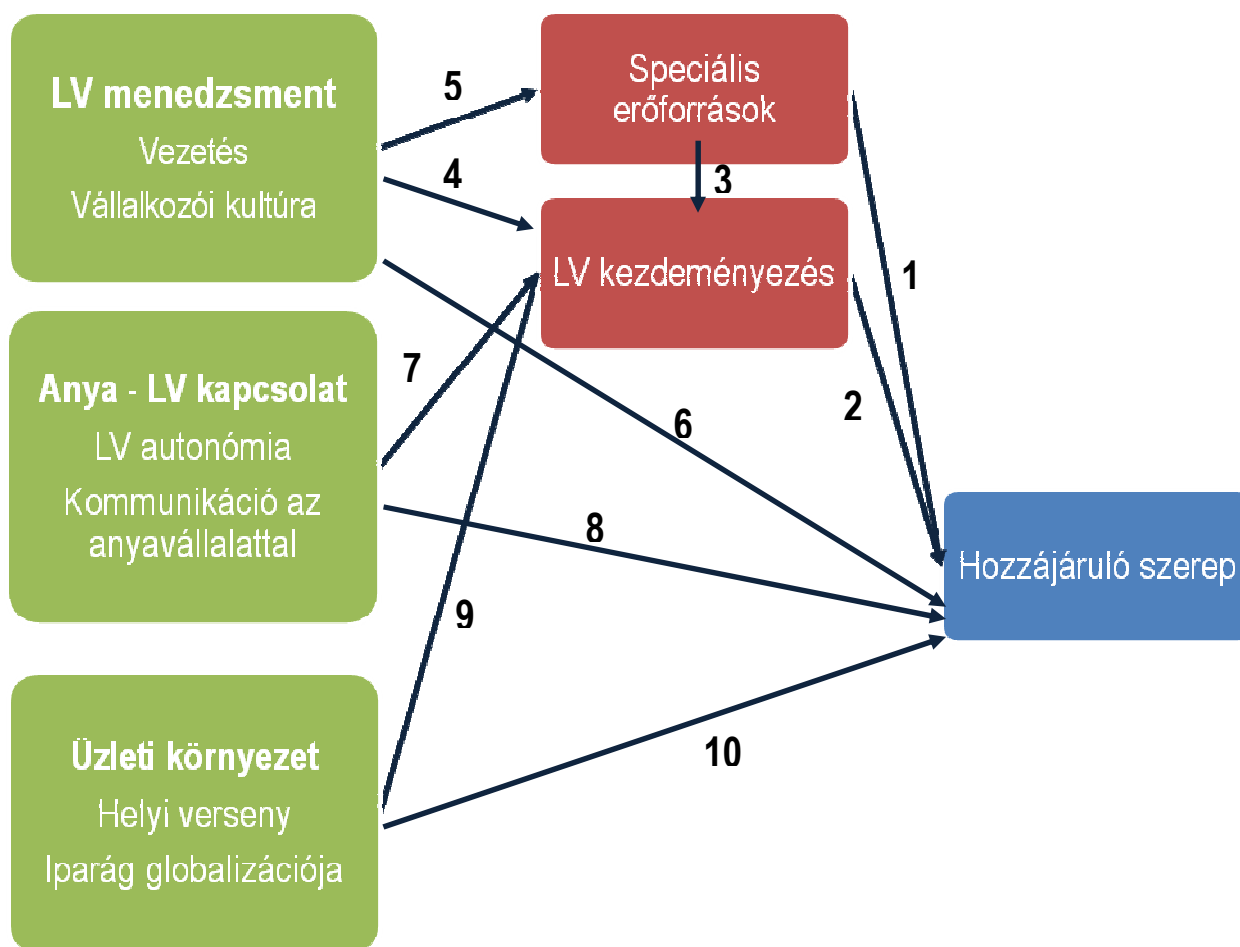 LV menedzsment
Vezetés
Vállalkozói kultúra
5
4
Speciális
erőforrások
3
LV kezdeményezés
1
2
Anya - LV kapcsolat
LV autonómia
Kommunikáció az
anyavállalattal
7
6
8
9
Hozzájáruló szerep
Üzleti környezet
Helyi verseny
Iparág globalizációja
10